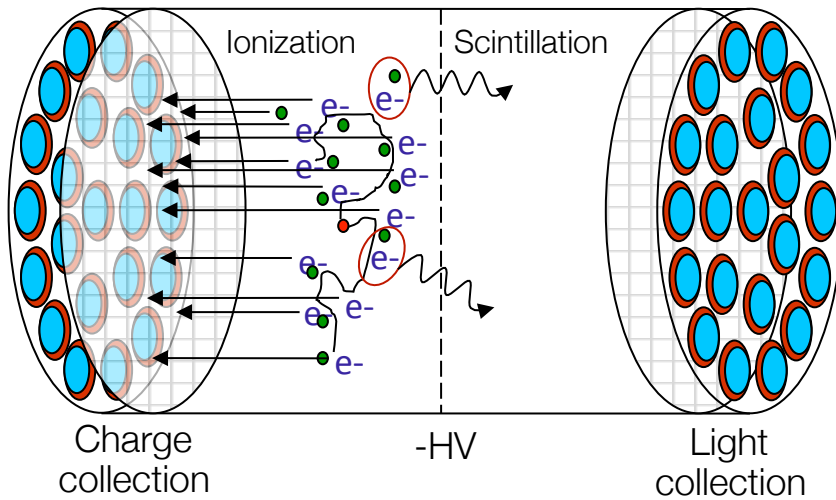 Ionization Scintillation
e-
e-
e-
e-
e-
e-
e-
e-
e-
e-
e-
e-
e-
Charge
collection
-HV
Light
collection